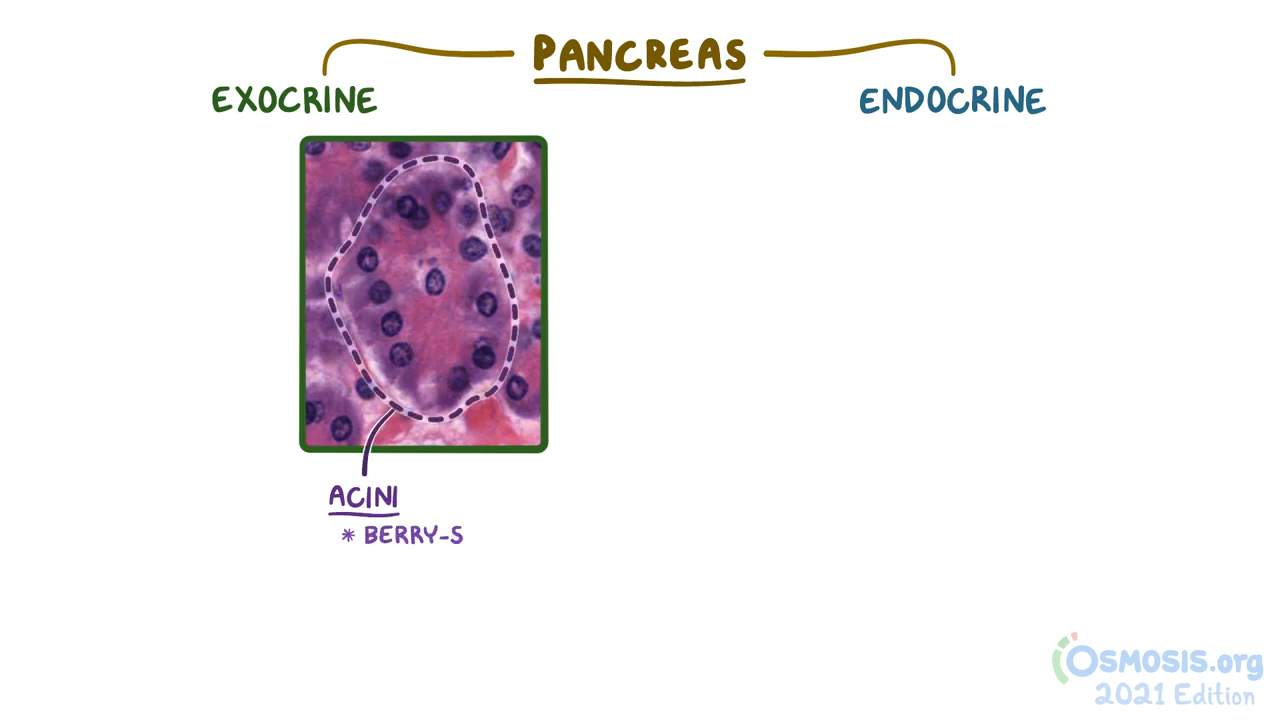 PANCREAS
EXOCRINE
ENDOCRINE
ACINI
* BERRY-S
OSMOSIS.org
2021 Edition